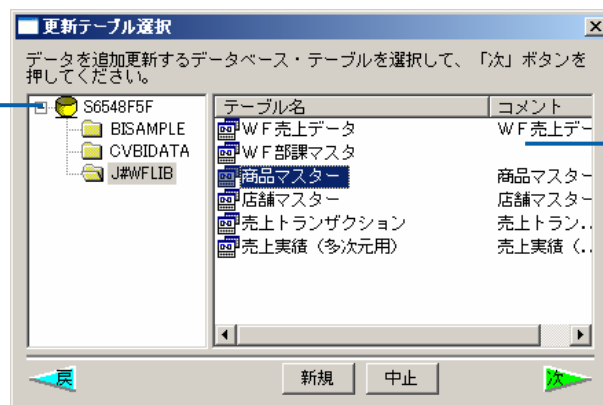 更新テーブル選択
データを追加更新するデータベース・テーブルを選択して、「次」ボタンを
押してください。
S6548F5F
BISAMPLE
CVBIDATA
J#WFLIB
テーブル名 コメント
WF売上データ WF売上デー
WF部課マスタ
商品マスター 商品マスター
店舗マスター 店舗マスター
売上トランザクション 売上トラン...
売上実績（多次元用） 売上実績（...
戻 新規 中止 次